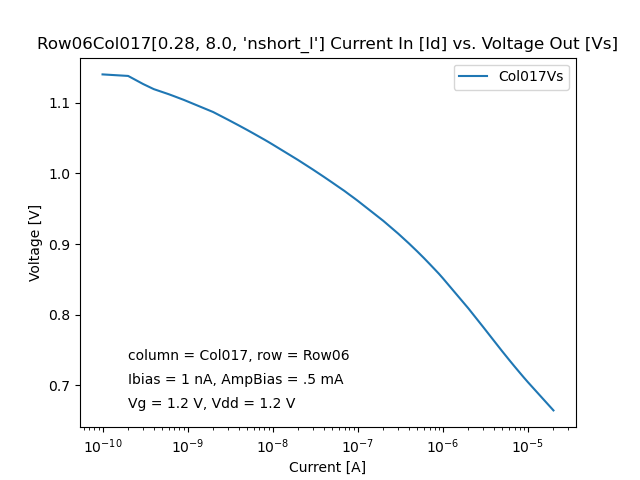 Row06Col017[0.28, 8.0, 'nshort_l'] Current In [Id] vs. Voltage Out [Vs]
Col017Vs
1.1
1.0
0.9
0.8
0.7
Voltage [V]
column = Col017, row = Row06
Ibias = 1 nA, AmpBias = .5 mA
Vg = 1.2 V, Vdd = 1.2 V
10⁻¹⁰ 10⁻⁹ 10⁻⁸ 10⁻⁷ 10⁻⁶ 10⁻⁵
Current [A]